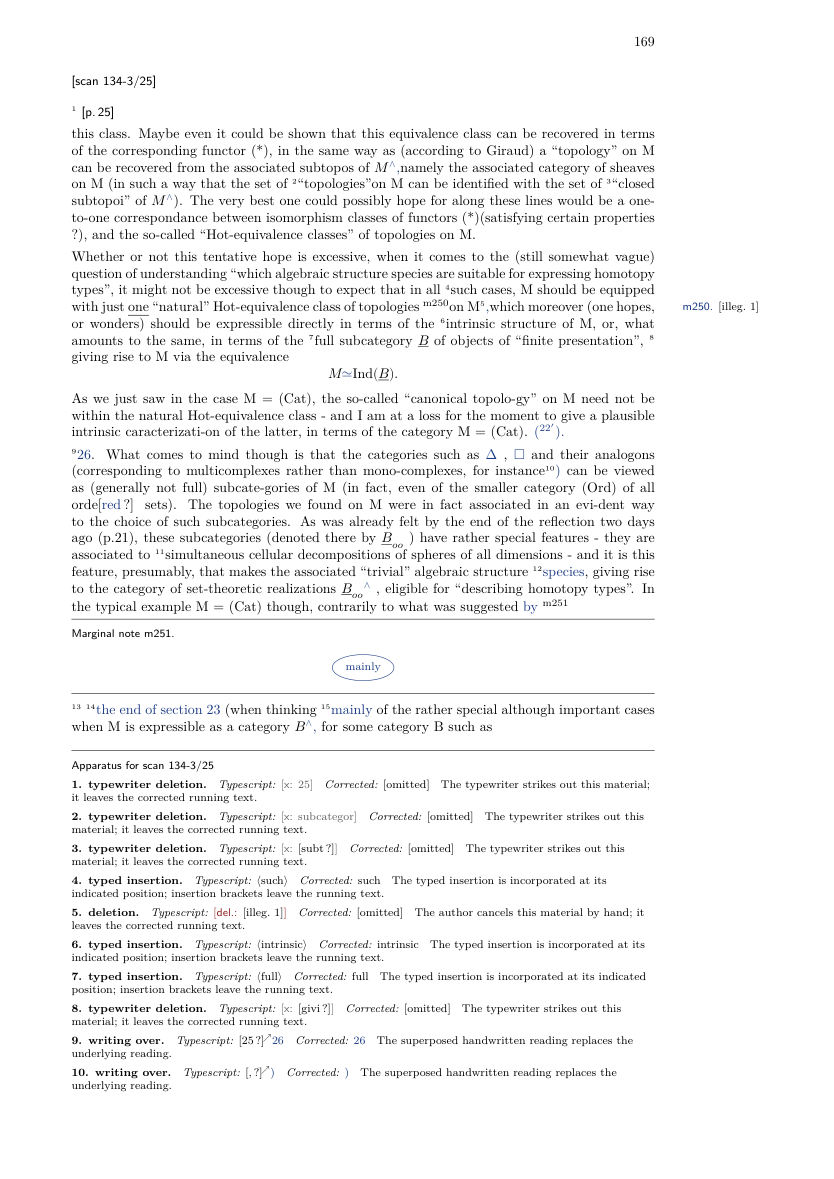 169
[scan 134-3/25]
¹ [p. 25]
this class. Maybe even it could be shown that this equivalence class can be recovered in terms
of the corresponding functor (*), in the same way as (according to Giraud) a “topology” on M
can be recovered from the associated subtopos of M^,namely the associated category of sheaves
on M (in such a way that the set of ²“topologies”on M can be identified with the set of ³“closed
subtopoi” of M^). The very best one could possibly hope for along these lines would be a one-
to-one correspondance between isomorphism classes of functors (*)(satisfying certain properties
?), and the so-called “Hot-equivalence classes” of topologies on M.
Whether or not this tentative hope is excessive, when it comes to the (still somewhat vague)
question of understanding “which algebraic structure species are suitable for expressing homotopy
types”, it might not be excessive though to expect that in all ⁴such cases, M should be equipped
with just one “natural” Hot-equivalence class of topologies m250on M⁵,which moreover (one hopes,
m250. [illeg. 1]
or wonders) should be expressible directly in terms of the ⁶intrinsic structure of M, or, what
amounts to the same, in terms of the ⁷full subcategory B of objects of “finite presentation”, ⁸
giving rise to M via the equivalence
M≃Ind(B).
As we just saw in the case M = (Cat), the so-called “canonical topolo-gy” on M need not be
within the natural Hot-equivalence class - and I am at a loss for the moment to give a plausible
intrinsic caracterizati-on of the latter, in terms of the category M = (Cat). (22′).
⁹26. What comes to mind though is that the categories such as Δ , □ and their analogons
(corresponding to multicomplexes rather than mono-complexes, for instance¹⁰) can be viewed
as (generally not full) subcate-gories of M (in fact, even of the smaller category (Ord) of all
orde[red ?] sets). The topologies we found on M were in fact associated in an evi-dent way
to the choice of such subcategories. As was already felt by the end of the reflection two days
ago (p.21), these subcategories (denoted there by B_oo ) have rather special features - they are
associated to ¹¹simultaneous cellular decompositions of spheres of all dimensions - and it is this
feature, presumably, that makes the associated “trivial” algebraic structure ¹²species, giving rise
to the category of set-theoretic realizations B_oo^ , eligible for “describing homotopy types”. In
the typical example M = (Cat) though, contrarily to what was suggested by m251
Marginal note m251.
mainly
¹³ ¹⁴the end of section 23 (when thinking ¹⁵mainly of the rather special although important cases
when M is expressible as a category B^, for some category B such as
Apparatus for scan 134-3/25
1. typewriter deletion. Typescript: [x: 25] Corrected: [omitted] The typewriter strikes out this material;
it leaves the corrected running text.
2. typewriter deletion. Typescript: [x: subcategor] Corrected: [omitted] The typewriter strikes out this
material; it leaves the corrected running text.
3. typewriter deletion. Typescript: [x: [subt ?]] Corrected: [omitted] The typewriter strikes out this
material; it leaves the corrected running text.
4. typed insertion. Typescript: ⟨such⟩ Corrected: such The typed insertion is incorporated at its
indicated position; insertion brackets leave the running text.
5. deletion. Typescript: [del.: [illeg. 1]] Corrected: [omitted] The author cancels this material by hand; it
leaves the corrected running text.
6. typed insertion. Typescript: ⟨intrinsic⟩ Corrected: intrinsic The typed insertion is incorporated at its
indicated position; insertion brackets leave the running text.
7. typed insertion. Typescript: ⟨full⟩ Corrected: full The typed insertion is incorporated at its indicated
position; insertion brackets leave the running text.
8. typewriter deletion. Typescript: [x: [givi ?]] Corrected: [omitted] The typewriter strikes out this
material; it leaves the corrected running text.
9. writing over. Typescript: [25 ?]↗26 Corrected: 26 The superposed handwritten reading replaces the
underlying reading.
10. writing over. Typescript: [, ?]↗) Corrected: ) The superposed handwritten reading replaces the
underlying reading.